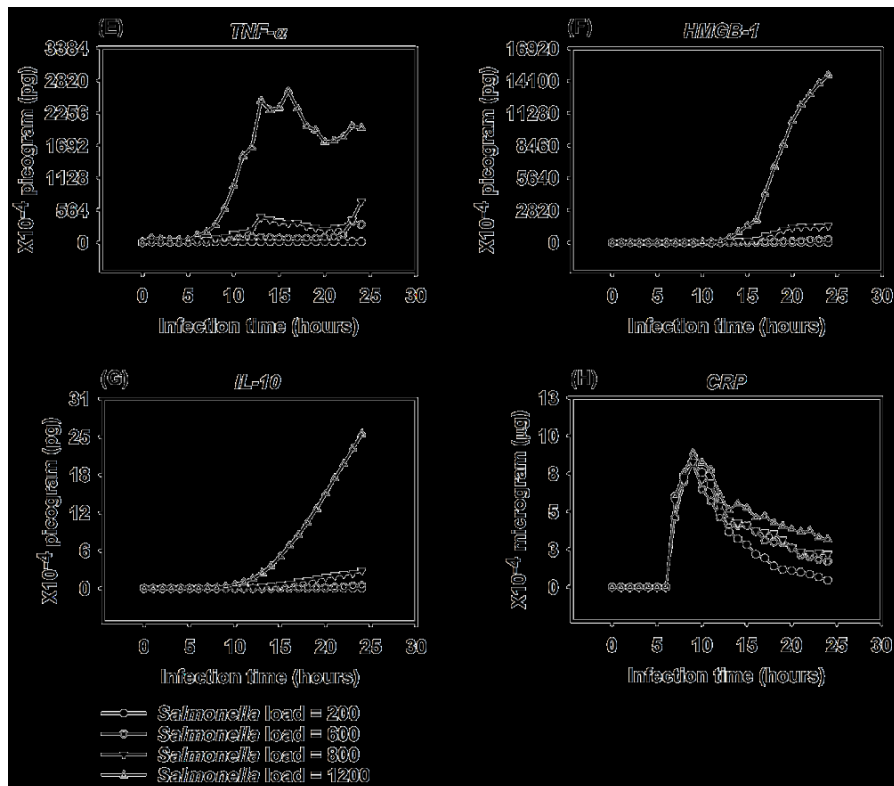 (E) TNF-α
3384
2820
2256
1692
1128
564
0
X10⁻⁴ picogram (pg)
0 5 10 15 20 25 30
Infection time (hours)
(F) HMGB-1
16920
14100
11280
8460
5640
2820
0
X10⁻⁴ picogram (pg)
0 5 10 15 20 25 30
Infection time (hours)
(G) IL-10
31
25
18
12
6
0
X10⁻⁴ picogram (pg)
0 5 10 15 20 25 30
Infection time (hours)
(H) CRP
13
10
8
5
3
0
X10⁻⁴ microgram (µg)
0 5 10 15 20 25 30
Infection time (hours)
Salmonella load = 200
Salmonella load = 600
Salmonella load = 800
Salmonella load = 1200